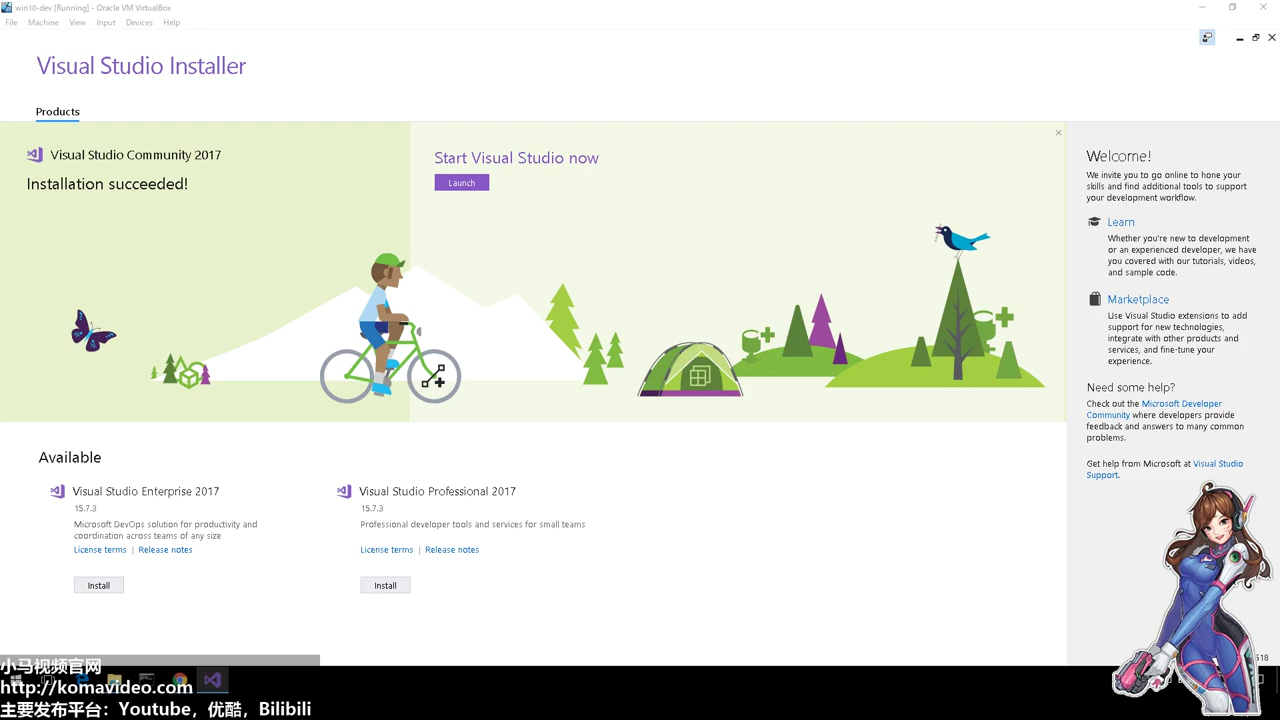 win10-dev [Running] - Oracle VM VirtualBox
File Machine View Input Devices Help
Visual Studio Installer
Products
Visual Studio Community 2017
Installation succeeded!
Start Visual Studio now
Launch
Welcome!
We invite you to go online to hone your
skills and find additional tools to support
your development workflow.
Learn
Whether you're new to development
or an experienced developer, we have
you covered with our tutorials, videos,
and sample code.
Marketplace
Use Visual Studio extensions to add
support for new technologies,
integrate with other products and
services, and fine-tune your
experience.
Need some help?
Check out the Microsoft Developer
Community where developers provide
feedback and answers to many common
problems.
Get help from Microsoft at Visual Studio
Support.
Available
Visual Studio Enterprise 2017
15.7.3
Microsoft DevOps solution for productivity and
coordination across teams of any size
License terms | Release notes
Install
Visual Studio Professional 2017
15.7.3
Professional developer tools and services for small teams
License terms | Release notes
Install
小马视频官网
http://komavideo.com
主要发布平台：Youtube，优酷，Bilibili